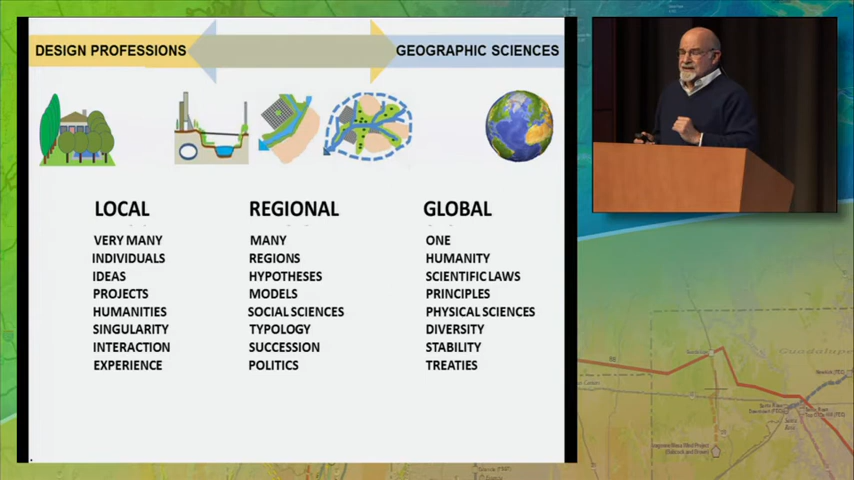 DESIGN PROFESSIONS
GEOGRAPHIC SCIENCES
LOCAL
VERY MANY
INDIVIDUALS
IDEAS
PROJECTS
HUMANITIES
SINGULARITY
INTERACTION
EXPERIENCE
REGIONAL
MANY
REGIONS
HYPOTHESES
MODELS
SOCIAL SCIENCES
TYPOLOGY
SUCCESSION
POLITICS
GLOBAL
ONE
HUMANITY
SCIENTIFIC LAWS
PRINCIPLES
PHYSICAL SCIENCES
DIVERSITY
STABILITY
TREATIES